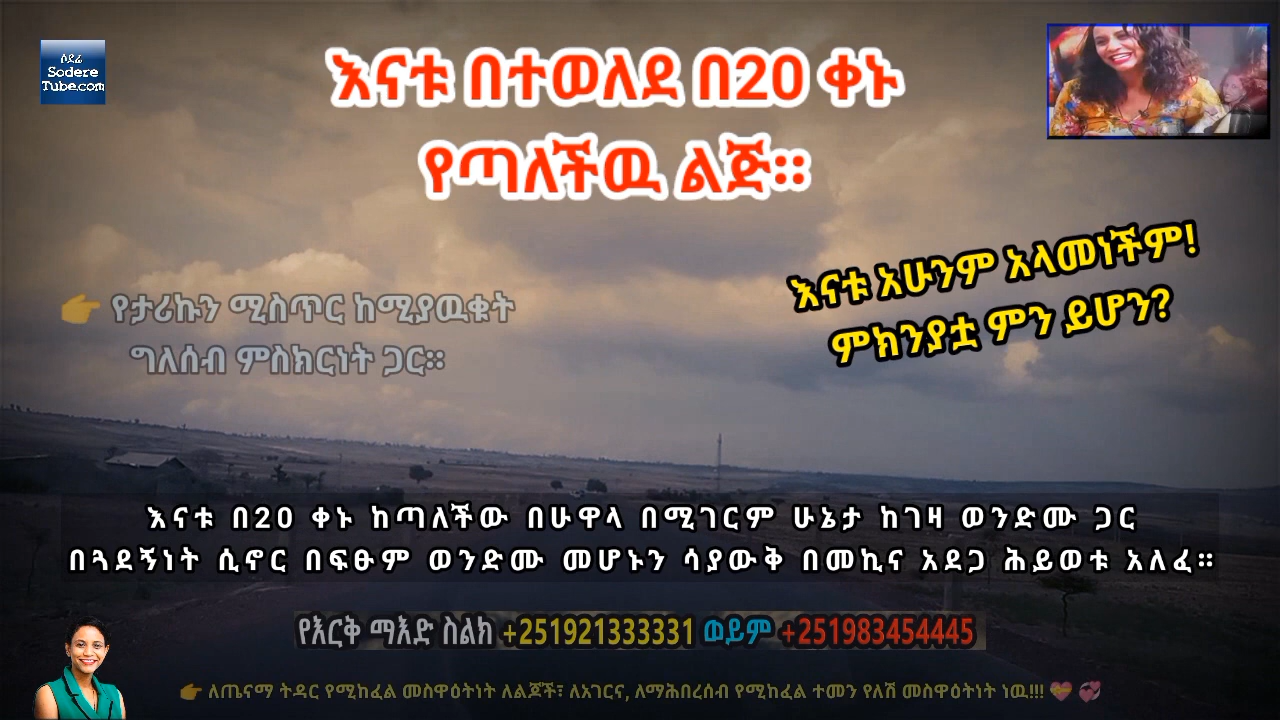 ሶደሬ
Sodere
Tube.com
እናቱ በተወለደ በ20 ቀኑ
የጣለችዉ ልጅ።
እናቱ አሁንም አላመነችም!
ምክንያቷ ምን ይሆን?
👉 የታሪኩን ሚስጥር ከሚያዉቁት
ግለሰብ ምስክርነት ጋር።
እናቱ በ20 ቀኑ ከጣለችው በሁዋላ በሚገርም ሁኔታ ከገዛ ወንድሙ ጋር
በጓደኝነት ሲኖር በፍፁም ወንድሙ መሆኑን ሳያውቅ በመኪና አደጋ ሕይወቱ አለፈ።
የእርቅ ማእድ ስልክ +251921333331 ወይም +251983454445
👉 ለጤናማ ትዳር የሚከፈል መስዋዕትነት ለልጆች፣ ለአገርና, ለማሕበረሰብ የሚከፈል ተመን የለሽ መስዋዕትነት ነዉ!!! 💝 💞